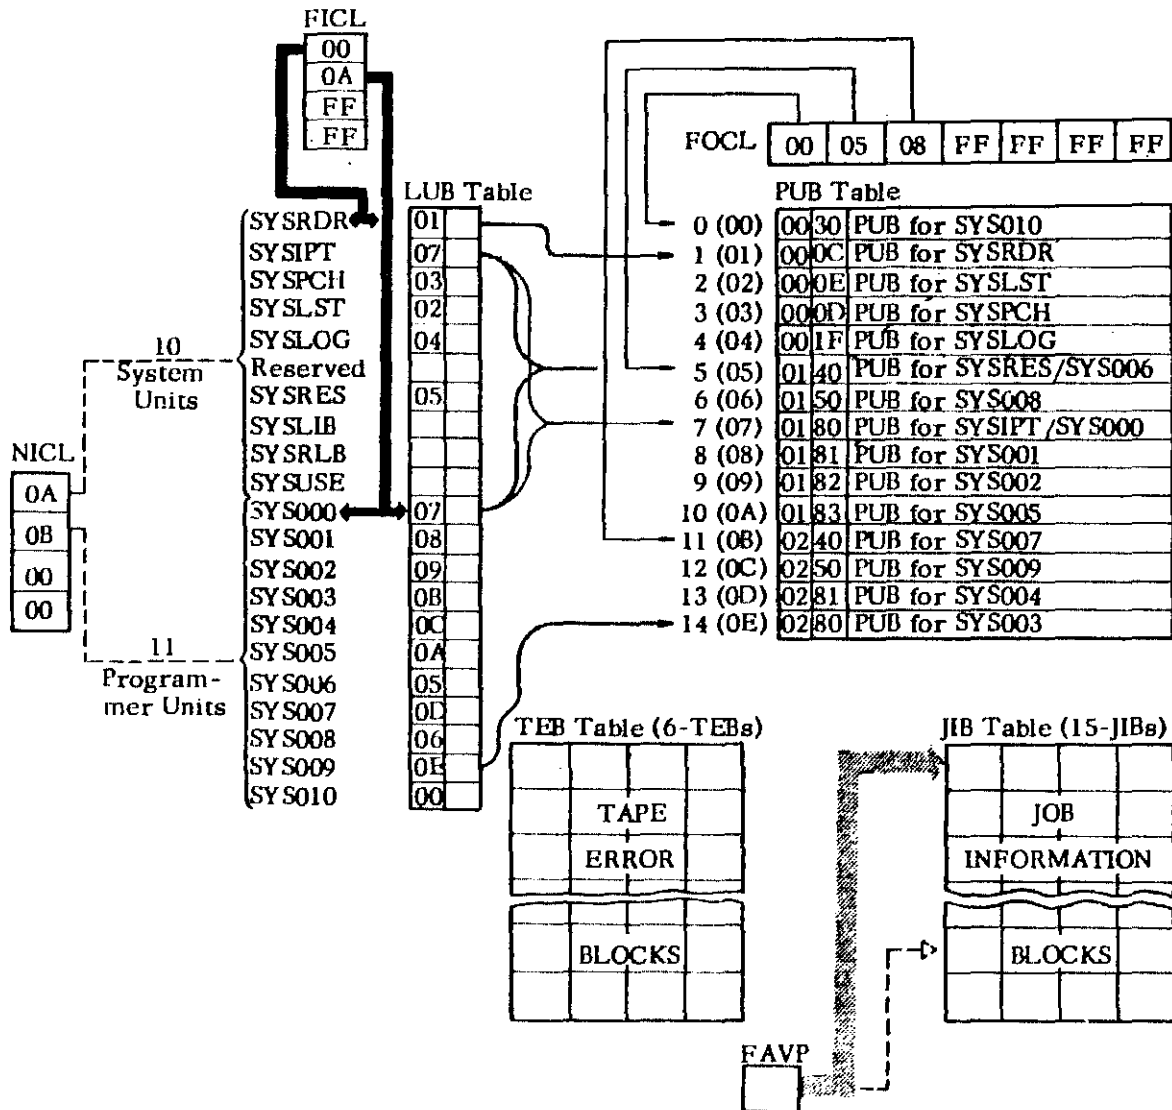 FICL
00
0A
FF
FF
FOCL 00 05 08 FF FF FF FF
LUB Table
PUB Table
SYSRDR 01
SYSIPT 07
SYSPCH 03
SYSLST 02
SYSLOG 04
Reserved
SYSRES 05
SYSLIB
SYSRLB
SYSUSE
SYS000 07
SYS001 08
SYS002 09
SYS003 0B
SYS004 0C
SYS005 0A
SYS006 05
SYS007 0D
SYS008 06
SYS009 0E
SYS010 00
10
System
Units
NICL
0A
0B
00
00
11
Program-
mer Units
0 (00) 00 30 PUB for SYS010
1 (01) 00 0C PUB for SYSRDR
2 (02) 00 0E PUB for SYSLST
3 (03) 00 0D PUB for SYSPCH
4 (04) 00 1F PUB for SYSLOG
5 (05) 01 40 PUB for SYSRES/SYS006
6 (06) 01 50 PUB for SYS008
7 (07) 01 80 PUB for SYSIPT/SYS000
8 (08) 01 81 PUB for SYS001
9 (09) 01 82 PUB for SYS002
10 (0A) 01 83 PUB for SYS005
11 (0B) 02 40 PUB for SYS007
12 (0C) 02 50 PUB for SYS009
13 (0D) 02 81 PUB for SYS004
14 (0E) 02 80 PUB for SYS003
TEB Table (6-TEBs)
TAPE
ERROR
BLOCKS
JIB Table (15-JIBs)
JOB
INFORMATION
BLOCKS
FAVP